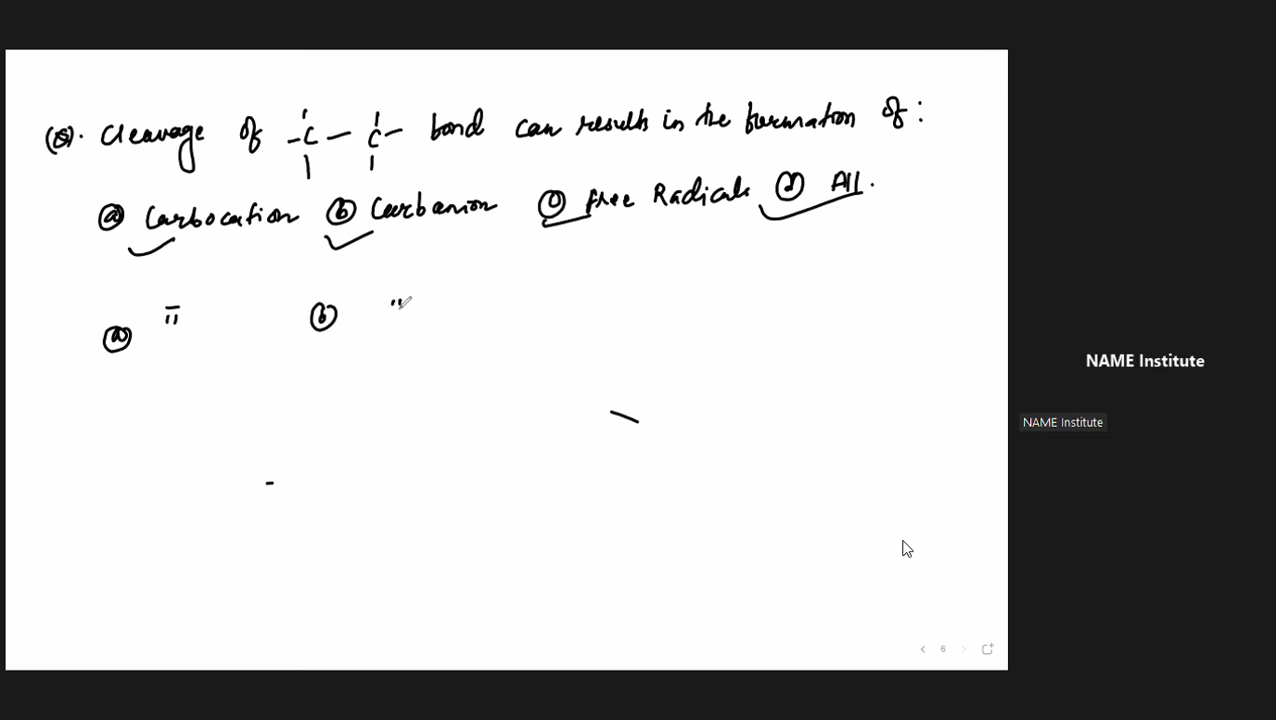 (Q). Cleavage of -C-C- bond can results in the formation of :
(a) Carbocation (b) Carbanion (c) Free Radicals (d) All.
(a) (b)
NAME Institute
NAME Institute
6